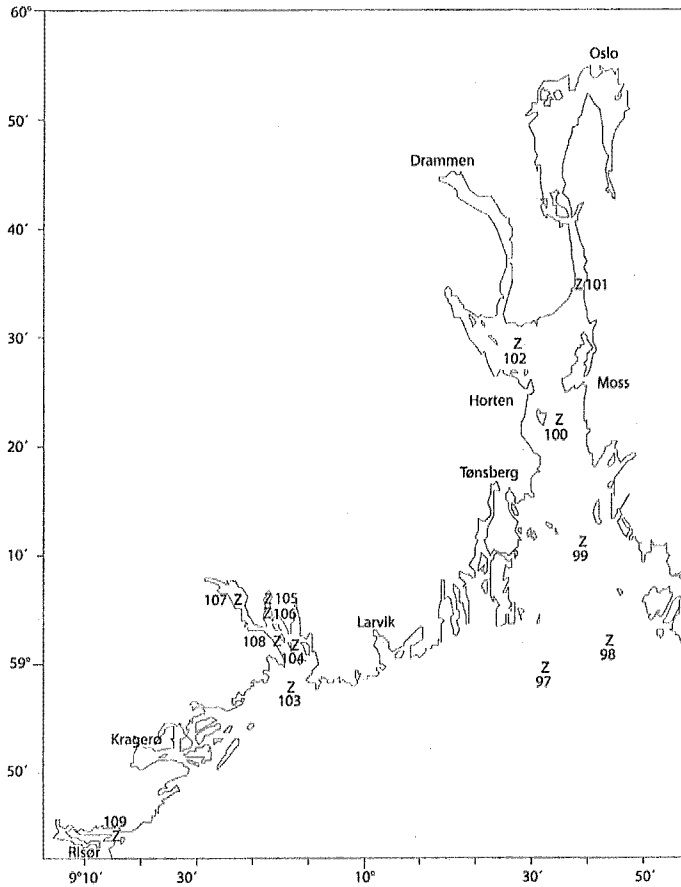 60°
Oslo
50′
Drammen
40′
Z 101
30′
Z
102
Moss
Horten
Z
100
20′
Tønsberg
10′
Z
99
107 Z
Z 105
Z 106
108 Z
Z
104
Larvik
Z
98
59°
Z
97
Z
103
Kragerø
50′
109
Z
Risør
9°10′
30′
10°
30′
50′